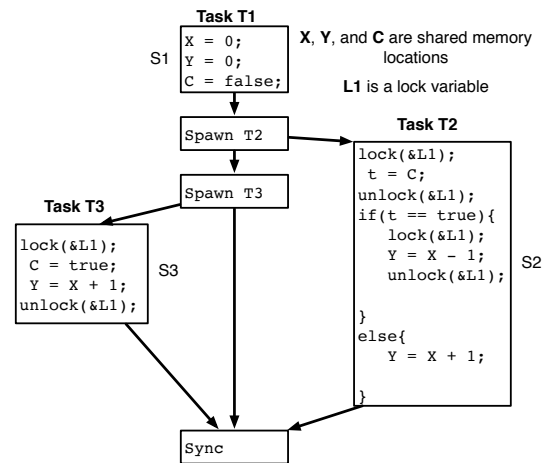 Task T1
S1
X = 0;
Y = 0;
C = false;
X, Y, and C are shared memory
locations
L1 is a lock variable
Spawn T2
Spawn T3
Task T2
lock(&L1);
t = C;
unlock(&L1);
if(t == true){
lock(&L1);
Y = X - 1;
unlock(&L1);
}
else{
Y = X + 1;
}
S2
Task T3
lock(&L1);
C = true;
Y = X + 1;
unlock(&L1);
S3
Sync